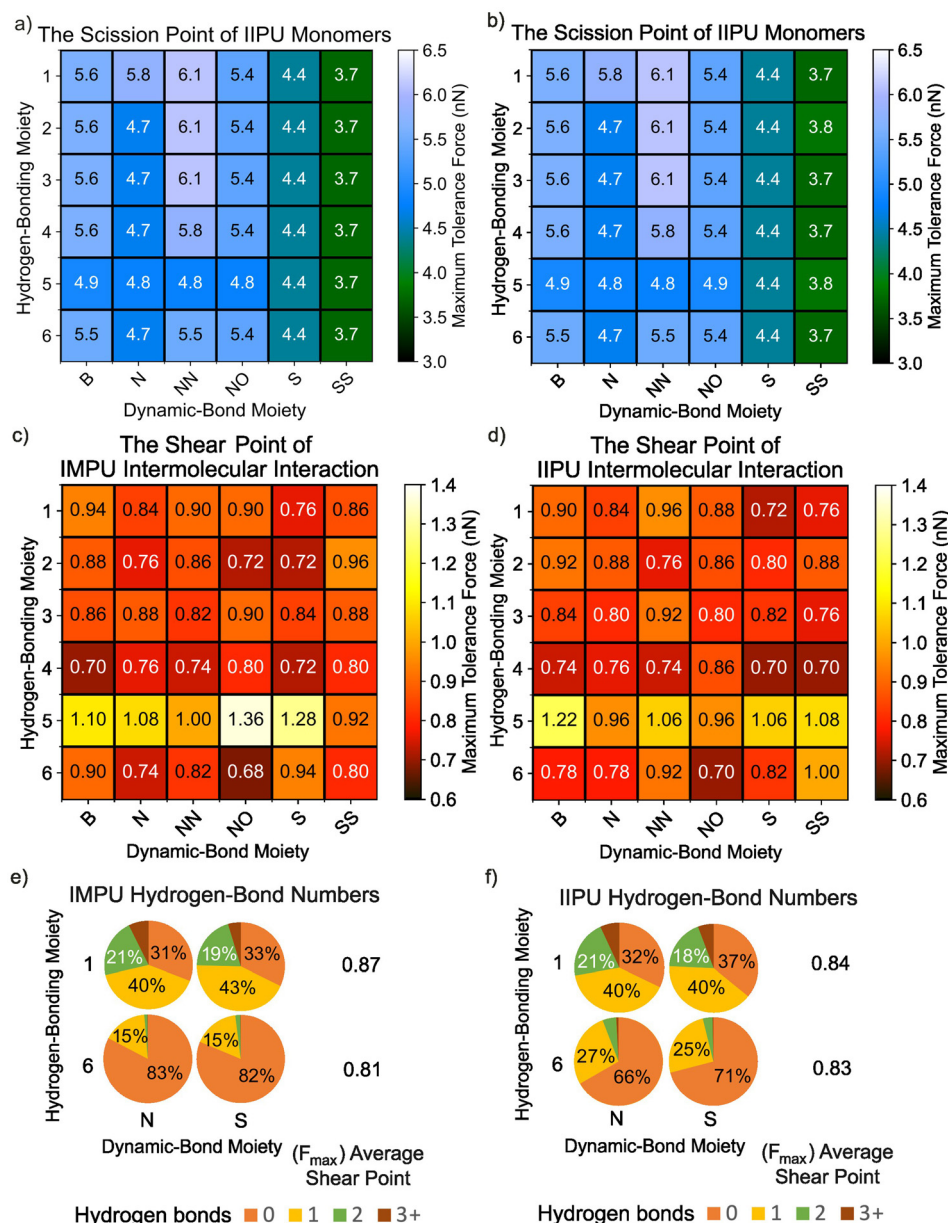 a)
The Scission Point of IIPU Monomers
Hydrogen-Bonding Moiety
1 5.6 5.8 6.1 5.4 4.4 3.7
2 5.6 4.7 6.1 5.4 4.4 3.7
3 5.6 4.7 6.1 5.4 4.4 3.7
4 5.6 4.7 5.8 5.4 4.4 3.7
5 4.9 4.8 4.8 4.8 4.4 3.7
6 5.5 4.7 5.5 5.4 4.4 3.7
B N NN NO S SS
Dynamic-Bond Moiety
6.5
6.0
5.5
5.0
4.5
4.0
3.5
3.0
Maximum Tolerance Force (nN)
b)
The Scission Point of IIPU Monomers
Hydrogen-Bonding Moiety
1 5.6 5.8 6.1 5.4 4.4 3.7
2 5.6 4.7 6.1 5.4 4.4 3.8
3 5.6 4.7 6.1 5.4 4.4 3.7
4 5.6 4.7 5.8 5.4 4.4 3.7
5 4.9 4.8 4.8 4.9 4.4 3.8
6 5.5 4.7 5.5 5.4 4.4 3.7
B N NN NO S SS
Dynamic-Bond Moiety
6.5
6.0
5.5
5.0
4.5
4.0
3.5
3.0
Maximum Tolerance Force (nN)
c)
The Shear Point of
IMPU Intermolecular Interaction
Hydrogen-Bonding Moiety
1 0.94 0.84 0.90 0.90 0.76 0.86
2 0.88 0.76 0.86 0.72 0.72 0.96
3 0.86 0.88 0.82 0.90 0.84 0.88
4 0.70 0.76 0.74 0.80 0.72 0.80
5 1.10 1.08 1.00 1.36 1.28 0.92
6 0.90 0.74 0.82 0.68 0.94 0.80
B N NN NO S SS
Dynamic-Bond Moiety
1.4
1.3
1.2
1.1
1.0
0.9
0.8
0.7
0.6
Maximum Tolerance Force (nN)
d)
The Shear Point of
IIPU Intermolecular Interaction
Hydrogen-Bonding Moiety
1 0.90 0.84 0.96 0.88 0.72 0.76
2 0.92 0.88 0.76 0.86 0.80 0.88
3 0.84 0.80 0.92 0.80 0.82 0.76
4 0.74 0.76 0.74 0.86 0.70 0.70
5 1.22 0.96 1.06 0.96 1.06 1.08
6 0.78 0.78 0.92 0.70 0.82 1.00
B N NN NO S SS
Dynamic-Bond Moiety
1.4
1.3
1.2
1.1
1.0
0.9
0.8
0.7
0.6
Maximum Tolerance Force (nN)
e)
IMPU Hydrogen-Bond Numbers
Hydrogen-Bonding Moiety
1 21% 31% 40% 19% 33% 43% 0.87
6 15% 83% 15% 82% 0.81
N S
Dynamic-Bond Moiety
(Fmax) Average
Shear Point
Hydrogen bonds 0 1 2 3+
f)
IIPU Hydrogen-Bond Numbers
Hydrogen-Bonding Moiety
1 21% 32% 40% 18% 37% 40% 0.84
6 27% 66% 25% 71% 0.83
N S
Dynamic-Bond Moiety
(Fmax) Average
Shear Point
Hydrogen bonds 0 1 2 3+